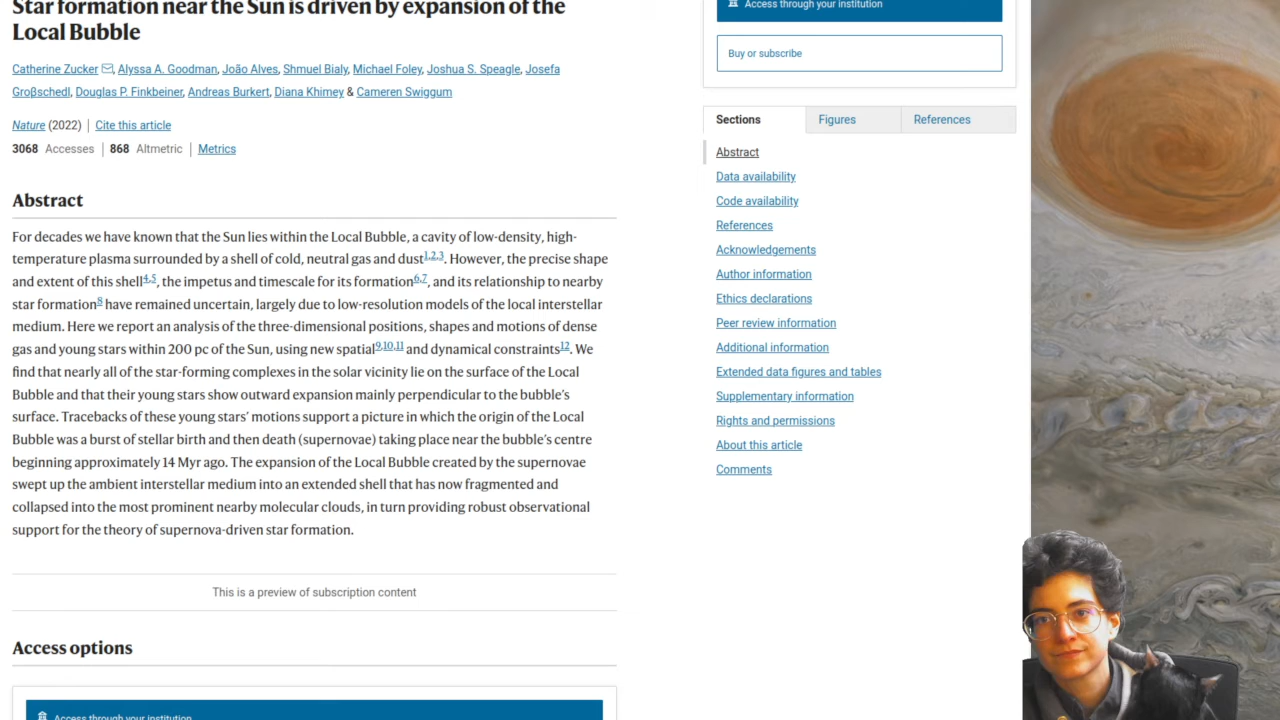 Star formation near the Sun is driven by expansion of the
Local Bubble
Catherine Zucker, Alyssa A. Goodman, João Alves, Shmuel Bialy, Michael Foley, Joshua S. Speagle, Josefa
Groβschedl, Douglas P. Finkbeiner, Andreas Burkert, Diana Khimey & Cameren Swiggum
Nature (2022) | Cite this article
3068 Accesses | 868 Altmetric | Metrics
Abstract
For decades we have known that the Sun lies within the Local Bubble, a cavity of low-density, high-
temperature plasma surrounded by a shell of cold, neutral gas and dust1,2,3. However, the precise shape
and extent of this shell4,5, the impetus and timescale for its formation6,7, and its relationship to nearby
star formation8 have remained uncertain, largely due to low-resolution models of the local interstellar
medium. Here we report an analysis of the three-dimensional positions, shapes and motions of dense
gas and young stars within 200 pc of the Sun, using new spatial9,10,11 and dynamical constraints12. We
find that nearly all of the star-forming complexes in the solar vicinity lie on the surface of the Local
Bubble and that their young stars show outward expansion mainly perpendicular to the bubble's
surface. Tracebacks of these young stars' motions support a picture in which the origin of the Local
Bubble was a burst of stellar birth and then death (supernovae) taking place near the bubble's centre
beginning approximately 14 Myr ago. The expansion of the Local Bubble created by the supernovae
swept up the ambient interstellar medium into an extended shell that has now fragmented and
collapsed into the most prominent nearby molecular clouds, in turn providing robust observational
support for the theory of supernova-driven star formation.
This is a preview of subscription content
Access options
Access through your institution
Access through your institution
Buy or subscribe
Sections
Figures
References
Abstract
Data availability
Code availability
References
Acknowledgements
Author information
Ethics declarations
Peer review information
Additional information
Extended data figures and tables
Supplementary information
Rights and permissions
About this article
Comments